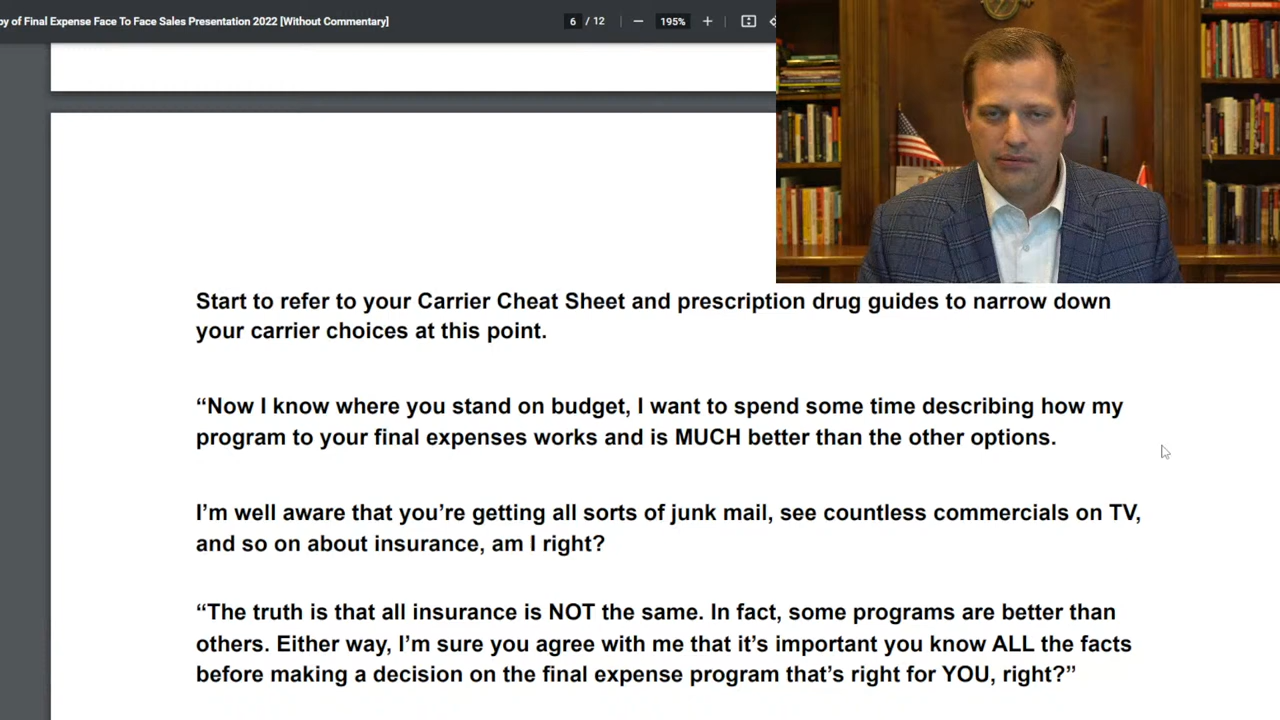 py of Final Expense Face To Face Sales Presentation 2022 [Without Commentary]
6 / 12
195%
Start to refer to your Carrier Cheat Sheet and prescription drug guides to narrow down
your carrier choices at this point.
“Now I know where you stand on budget, I want to spend some time describing how my
program to your final expenses works and is MUCH better than the other options.
I’m well aware that you’re getting all sorts of junk mail, see countless commercials on TV,
and so on about insurance, am I right?
“The truth is that all insurance is NOT the same. In fact, some programs are better than
others. Either way, I’m sure you agree with me that it’s important you know ALL the facts
before making a decision on the final expense program that’s right for YOU, right?”